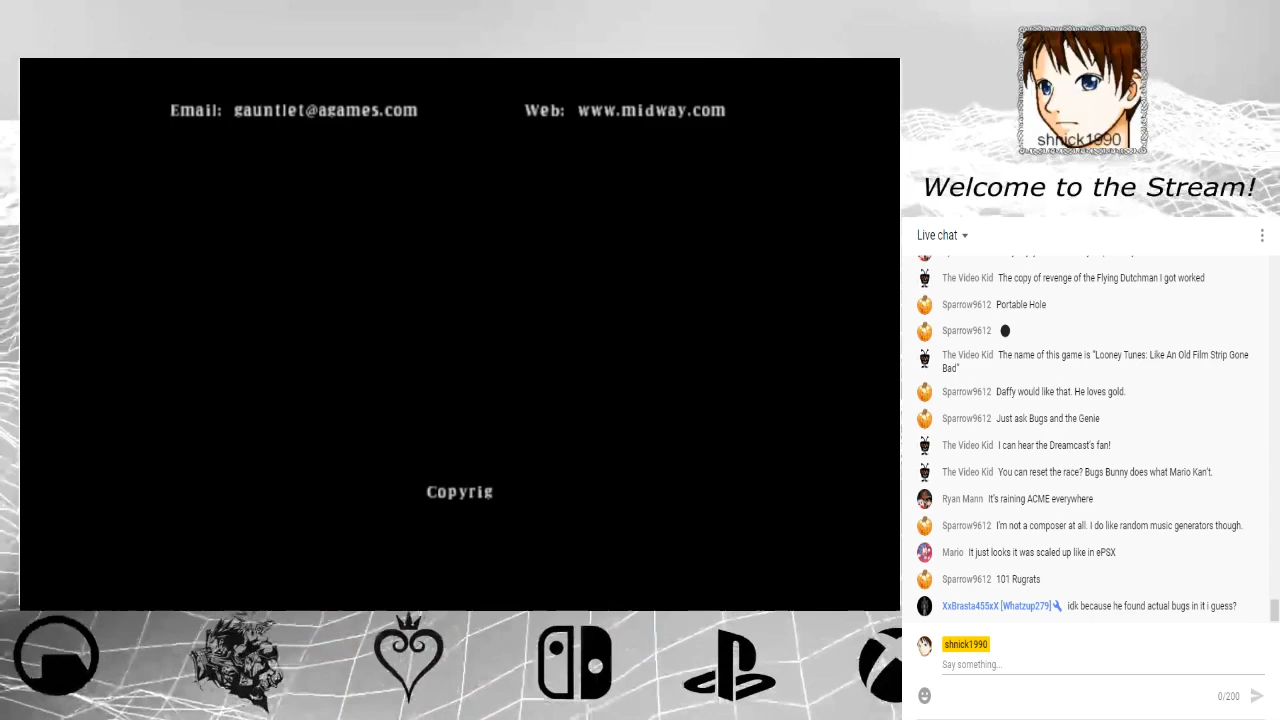 Email: gauntlet@agames.com Web: www.midway.com
Copyrig
shnick1990
Welcome to the Stream!
Live chat
The Video Kid The copy of revenge of the Flying Dutchman I got worked
Sparrow9612 Portable Hole
Sparrow9612
The Video Kid The name of this game is "Looney Tunes: Like An Old Film Strip Gone
Bad"
Sparrow9612 Daffy would like that. He loves gold.
Sparrow9612 Just ask Bugs and the Genie
The Video Kid I can hear the Dreamcast's fan!
The Video Kid You can reset the race? Bugs Bunny does what Mario Kan't.
Ryan Mann It's raining ACME everywhere
Sparrow9612 I'm not a composer at all. I do like random music generators though.
Mario It just looks it was scaled up like in ePSX
Sparrow9612 101 Rugrats
XxBrasta455xX [Whatzup279] idk because he found actual bugs in it i guess?
shnick1990
Say something...
0/200